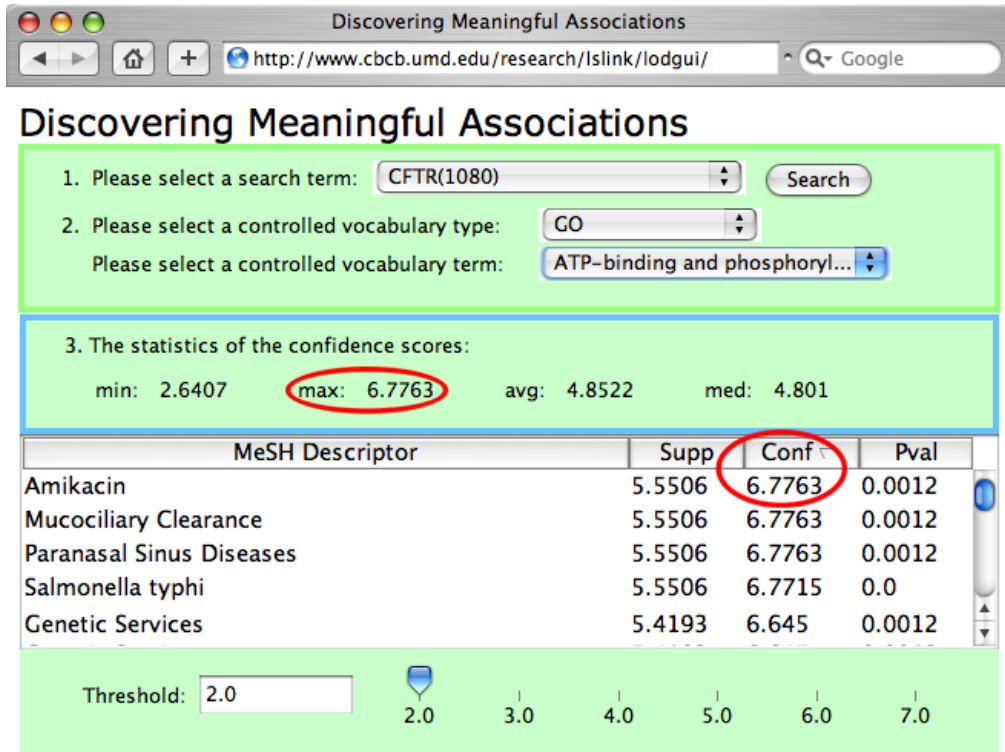 Discovering Meaningful Associations
http://www.cbcb.umd.edu/research/lslink/lodgui/ Google
Discovering Meaningful Associations
1. Please select a search term: CFTR(1080) Search
2. Please select a controlled vocabulary type: GO
Please select a controlled vocabulary term: ATP-binding and phosphoryl...
3. The statistics of the confidence scores:
min: 2.6407 max: 6.7763 avg: 4.8522 med: 4.801
MeSH Descriptor Supp Conf Pval
Amikacin 5.5506 6.7763 0.0012
Mucociliary Clearance 5.5506 6.7763 0.0012
Paranasal Sinus Diseases 5.5506 6.7763 0.0012
Salmonella typhi 5.5506 6.7715 0.0
Genetic Services 5.4193 6.645 0.0012
Threshold: 2.0
2.0 3.0 4.0 5.0 6.0 7.0